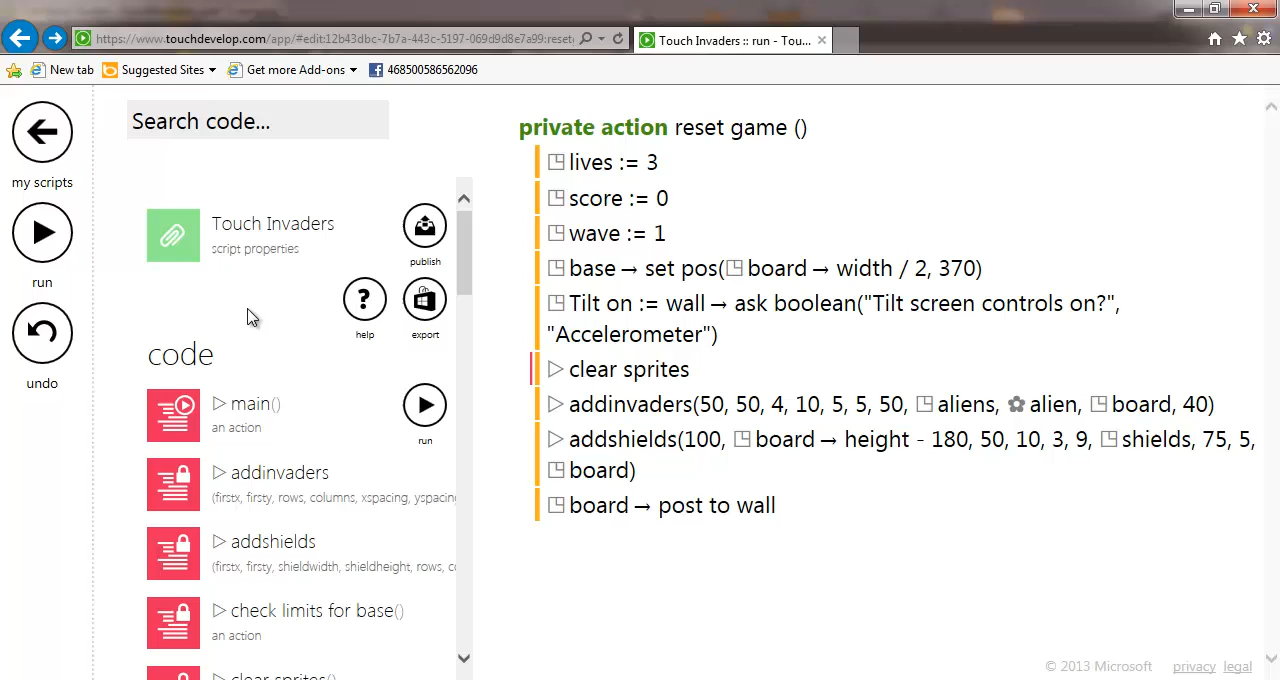 https://www.touchdevelop.com/app/#edit:12b43dbc-7b7a-443c-5197-069d9d8e7a99:reset
Touch Invaders :: run - Tou...
New tab
Suggested Sites
Get more Add-ons
468500586562096
my scripts
run
undo
Search code...
Touch Invaders
script properties
publish
help
export
code
▷ main()
an action
run
▷ addinvaders
(firstx, firsty, rows, columns, xspacing, yspacing
▷ addshields
(firstx, firsty, shieldwidth, shieldheight, rows, co
▷ check limits for base()
an action
▷ clear sprites()
private action reset game ()
lives := 3
score := 0
wave := 1
base → set pos(board → width / 2, 370)
Tilt on := wall → ask boolean("Tilt screen controls on?",
"Accelerometer")
▷ clear sprites
▷ addinvaders(50, 50, 4, 10, 5, 5, 50, aliens, ✿ alien, board, 40)
▷ addshields(100, board → height - 180, 50, 10, 3, 9, shields, 75, 5,
board)
board → post to wall
© 2013 Microsoft privacy legal